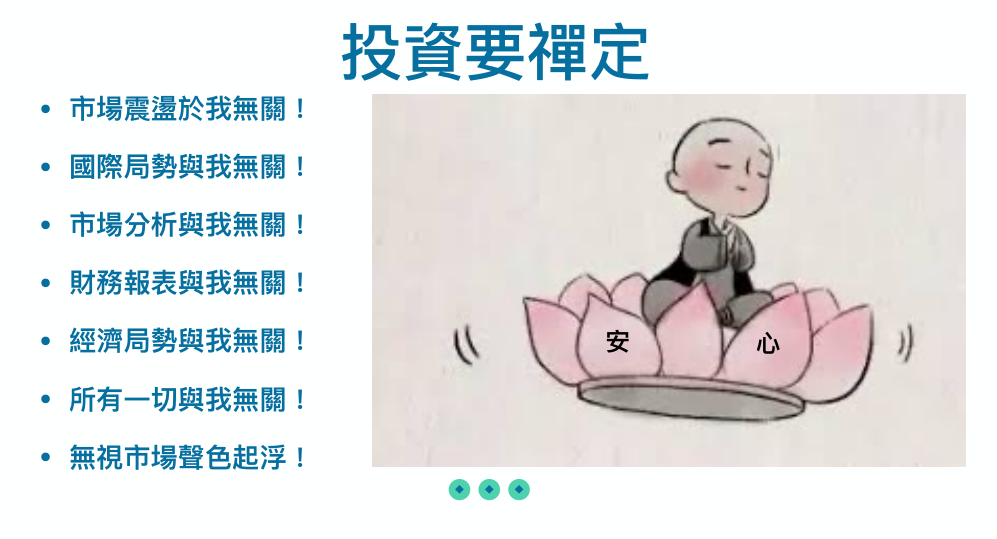 投資要禪定
市場震盪於我無關！
國際局勢與我無關！
市場分析與我無關！
財務報表與我無關！
經濟局勢與我無關！
所有一切與我無關！
無視市場聲色起浮！
安 心